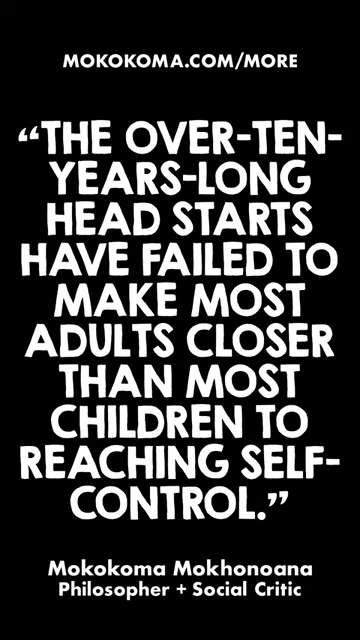 MOKOKOMA.COM/MORE
“THE OVER-TEN-
YEARS-LONG
HEAD STARTS
HAVE FAILED TO
MAKE MOST
ADULTS CLOSER
THAN MOST
CHILDREN TO
REACHING SELF-
CONTROL.”
Mokokoma Mokhonoana
Philosopher + Social Critic